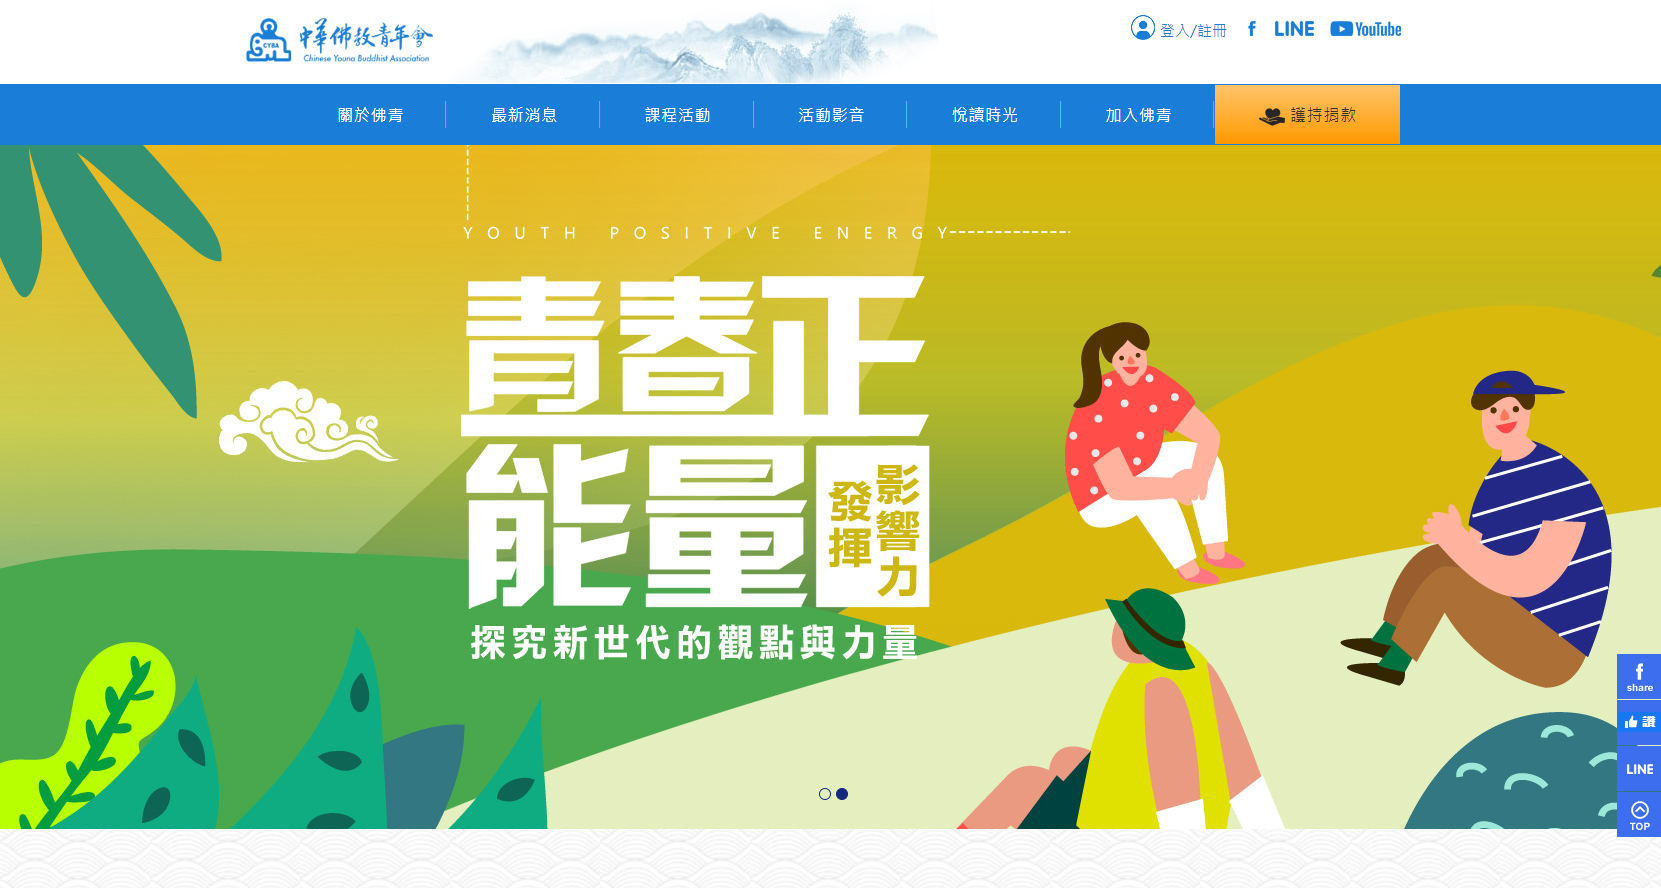 CYBA
中華佛教青年會
Chinese Young Buddhist Association
登入/註冊
f
LINE
YouTube
關於佛青
最新消息
課程活動
活動影音
悅讀時光
加入佛青
護持捐款
YOUTH POSITIVE ENERGY
青春正
能量
發揮
影響力
探究新世代的觀點與力量
f
share
讚
LINE
TOP